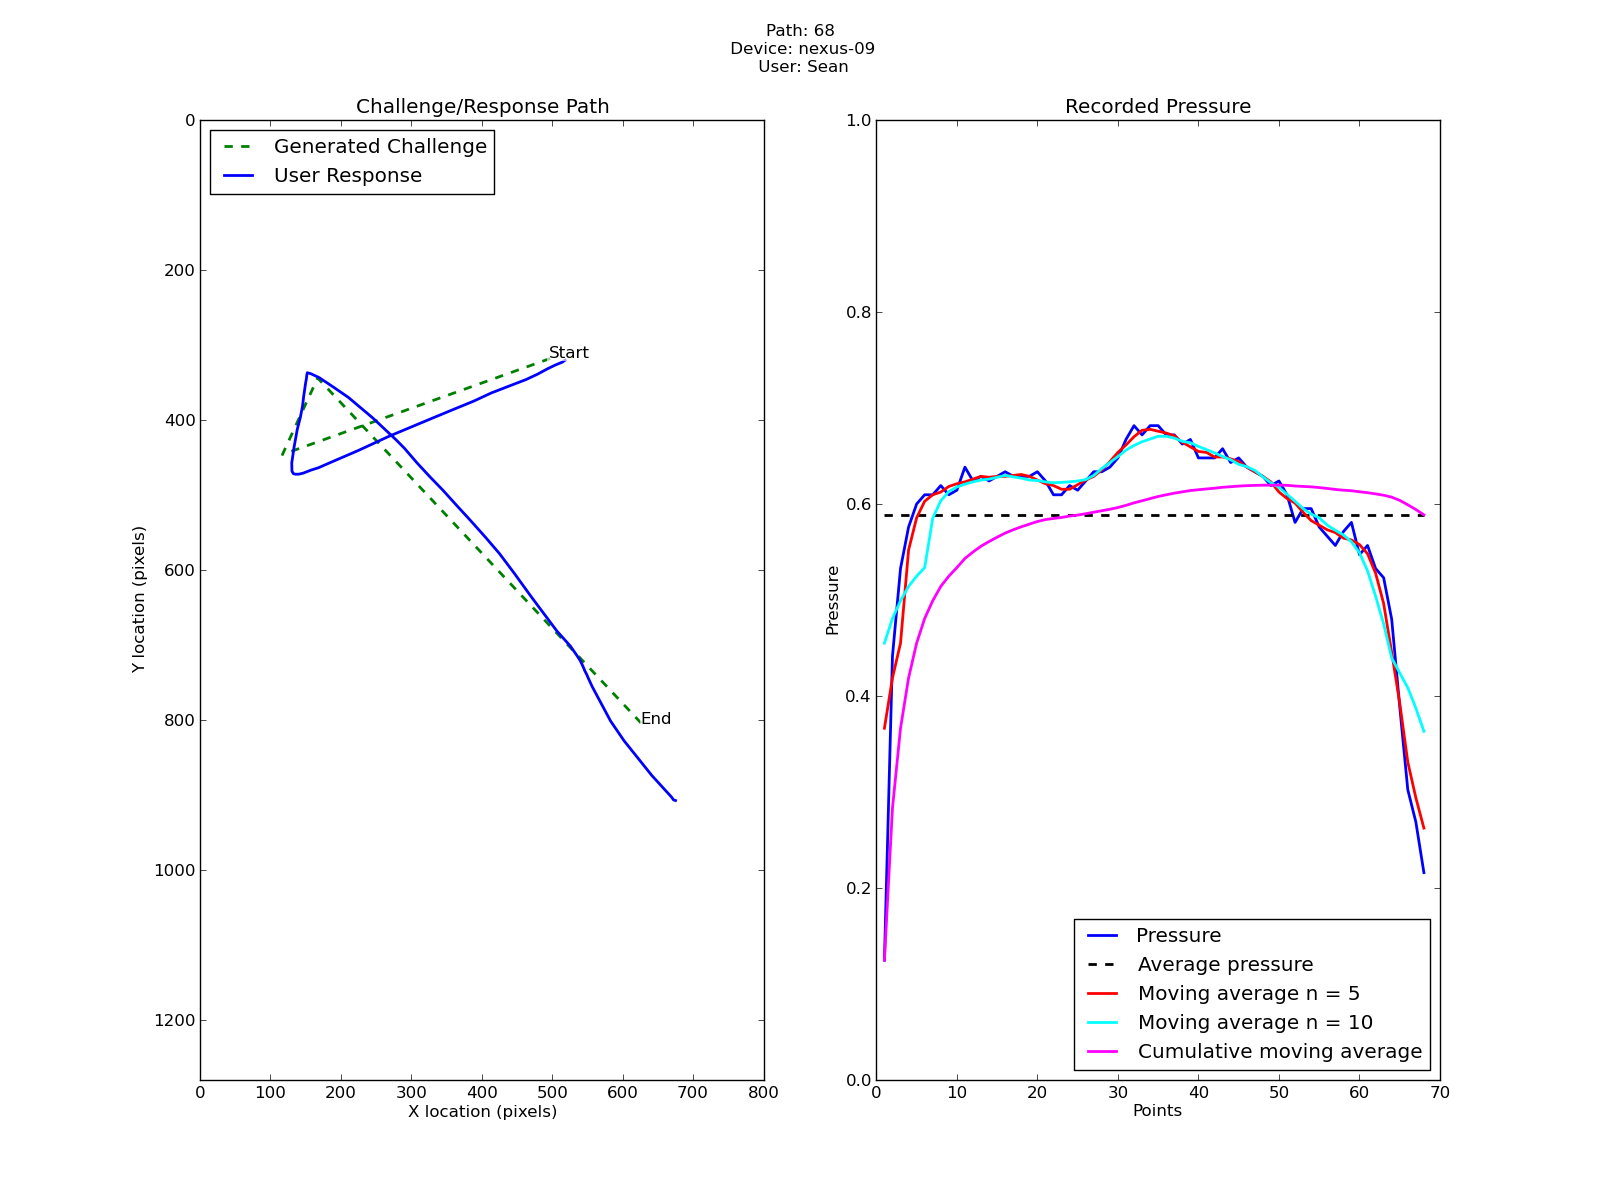 Path: 68
Device: nexus-09
User: Sean
Challenge/Response Path
Generated Challenge
User Response
Start
End
0
200
400
600
800
1000
1200
Y location (pixels)
0 100 200 300 400 500 600 700 800
X location (pixels)
Recorded Pressure
1.0
0.8
0.6
0.4
0.2
0.0
Pressure
Pressure
Average pressure
Moving average n = 5
Moving average n = 10
Cumulative moving average
0 10 20 30 40 50 60 70
Points